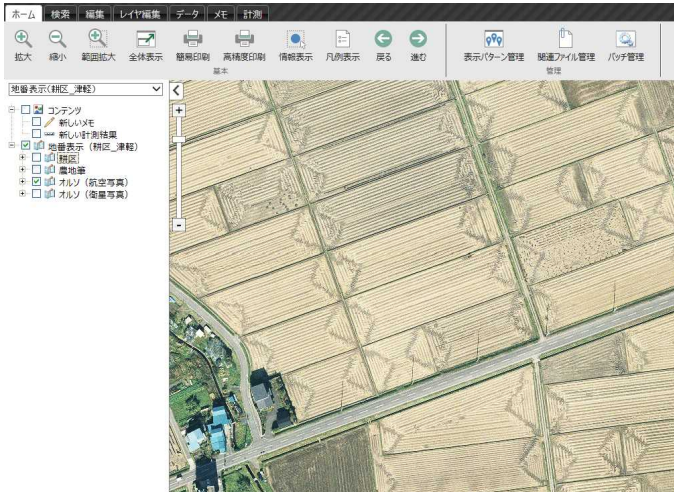 ホーム 検索 編集 レイヤ編集 データ メモ 計測
拡大 縮小 範囲拡大 全体表示 簡易印刷 高精度印刷 情報表示 凡例表示 戻る 進む 表示パターン管理 関連ファイル管理 バッチ管理
基本 管理
地番表示(耕区_津軽)
コンテンツ
新しいメモ
新しい計測結果
地番表示（耕区_津軽）
耕区
農地筆
オルソ（航空写真）
オルソ（衛星写真）